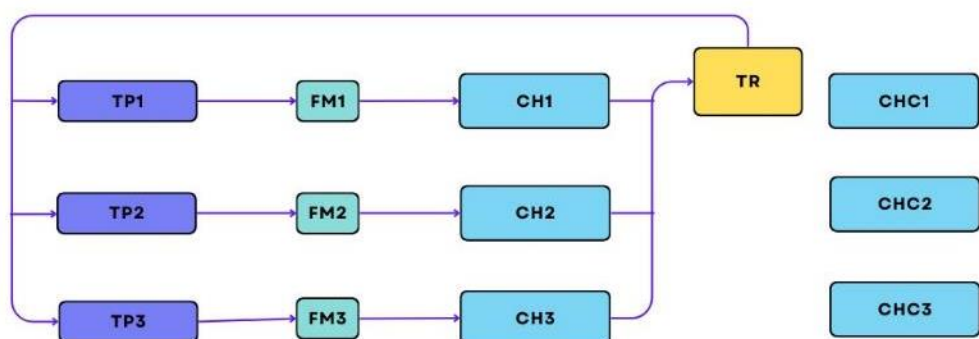 TR
TP1 FM1 CH1 CHC1
TP2 FM2 CH2 CHC2
TP3 FM3 CH3 CHC3